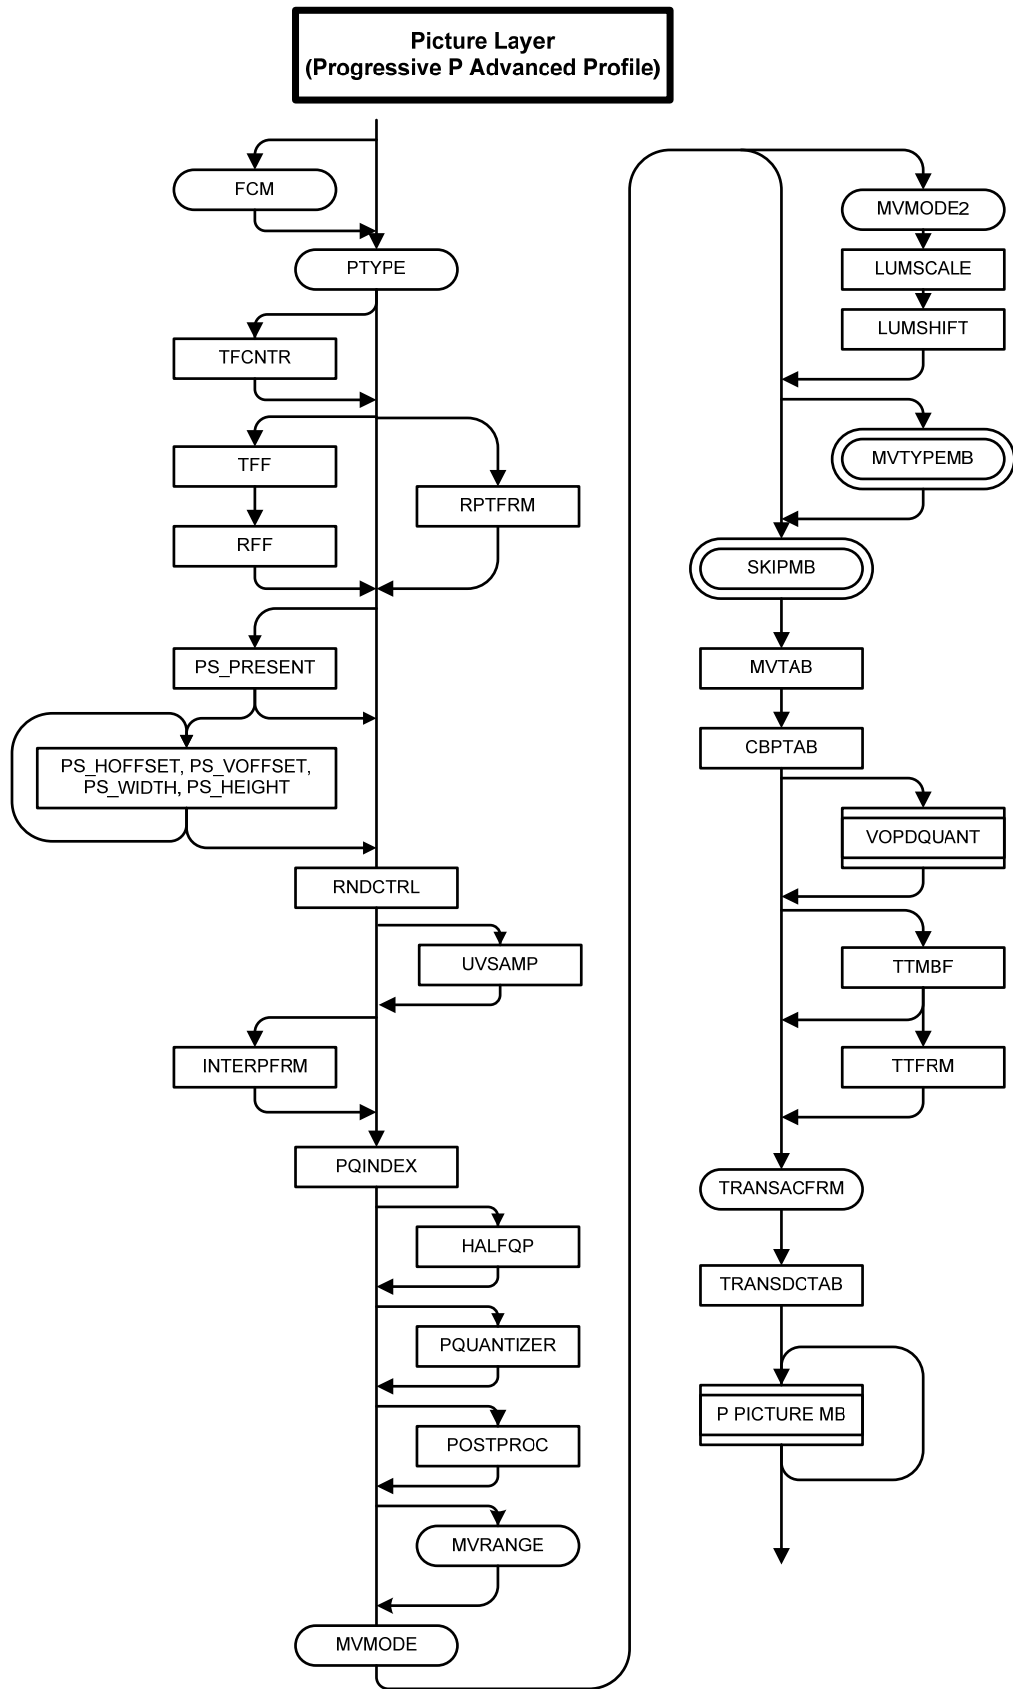 Picture Layer
(Progressive P Advanced Profile)
FCM
PTYPE
TFCNTR
TFF
RPTFRM
RFF
PS_PRESENT
PS_HOFFSET, PS_VOFFSET,
PS_WIDTH, PS_HEIGHT
RNDCTRL
UVSAMP
INTERPFRM
PQINDEX
HALFQP
PQUANTIZER
POSTPROC
MVRANGE
MVMODE
MVMODE2
LUMSCALE
LUMSHIFT
MVTYPEMB
SKIPMB
MVTAB
CBPTAB
VOPDQUANT
TTMBF
TTFRM
TRANSACFRM
TRANSDCTAB
P PICTURE MB